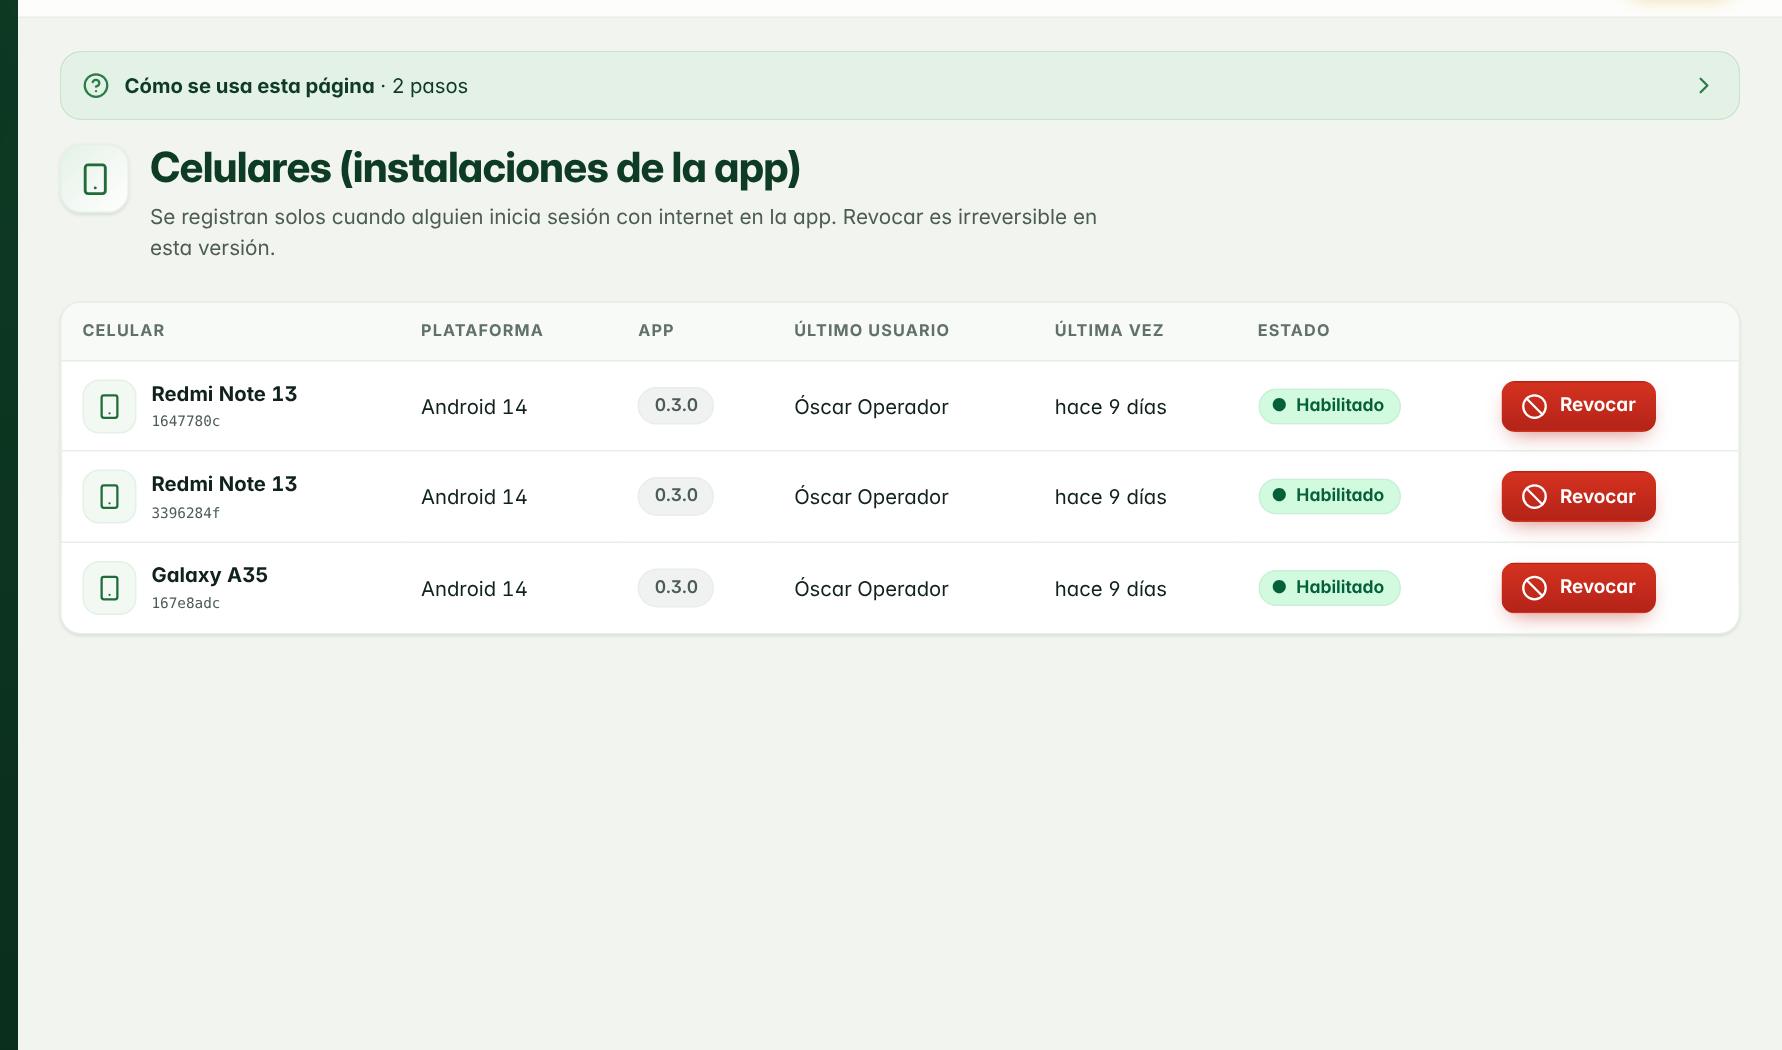 Cómo se usa esta página · 2 pasos
Celulares (instalaciones de la app)
Se registran solos cuando alguien inicia sesión con internet en la app. Revocar es irreversible en
esta versión.
CELULAR PLATAFORMA APP ÚLTIMO USUARIO ÚLTIMA VEZ ESTADO
Redmi Note 13
1647780c
Android 14 0.3.0 Óscar Operador hace 9 días Habilitado Revocar
Redmi Note 13
3396284f
Android 14 0.3.0 Óscar Operador hace 9 días Habilitado Revocar
Galaxy A35
167e8adc
Android 14 0.3.0 Óscar Operador hace 9 días Habilitado Revocar